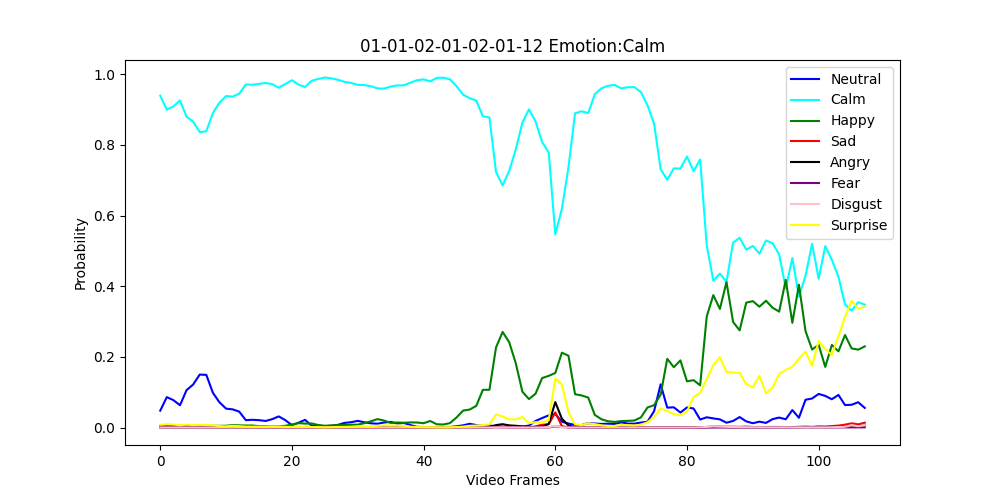 01-01-02-01-02-01-12 Emotion:Calm
Probability
1.0
0.8
0.6
0.4
0.2
0.0
0
20
40
60
80
100
Video Frames
Neutral
Calm
Happy
Sad
Angry
Fear
Disgust
Surprise